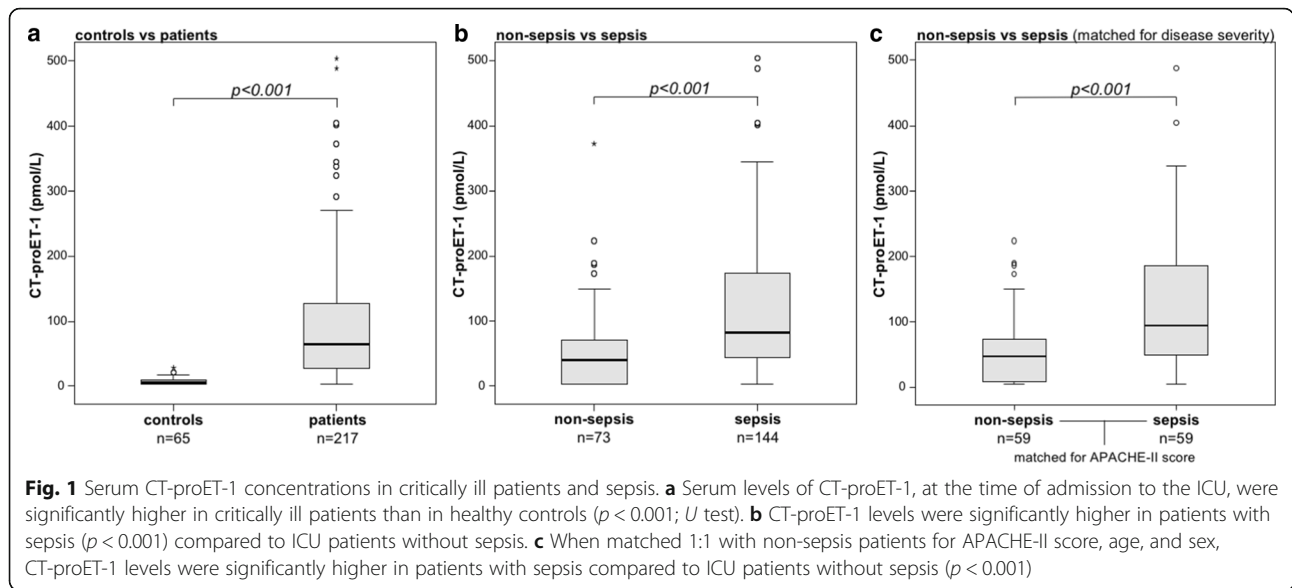 a controls vs patients
500
400
300
200
100
0
CT-proET-1 (pmol/L)
p<0.001
controls
n=65
patients
n=217
b non-sepsis vs sepsis
500
400
300
200
100
0
CT-proET-1 (pmol/L)
p<0.001
non-sepsis
n=73
sepsis
n=144
c non-sepsis vs sepsis (matched for disease severity)
500
400
300
200
100
0
CT-proET-1 (pmol/L)
p<0.001
non-sepsis
n=59
sepsis
n=59
matched for APACHE-II score
Fig. 1 Serum CT-proET-1 concentrations in critically ill patients and sepsis. a Serum levels of CT-proET-1, at the time of admission to the ICU, were
significantly higher in critically ill patients than in healthy controls (p < 0.001; U test). b CT-proET-1 levels were significantly higher in patients with
sepsis (p < 0.001) compared to ICU patients without sepsis. c When matched 1:1 with non-sepsis patients for APACHE-II score, age, and sex,
CT-proET-1 levels were significantly higher in patients with sepsis compared to ICU patients without sepsis (p < 0.001)